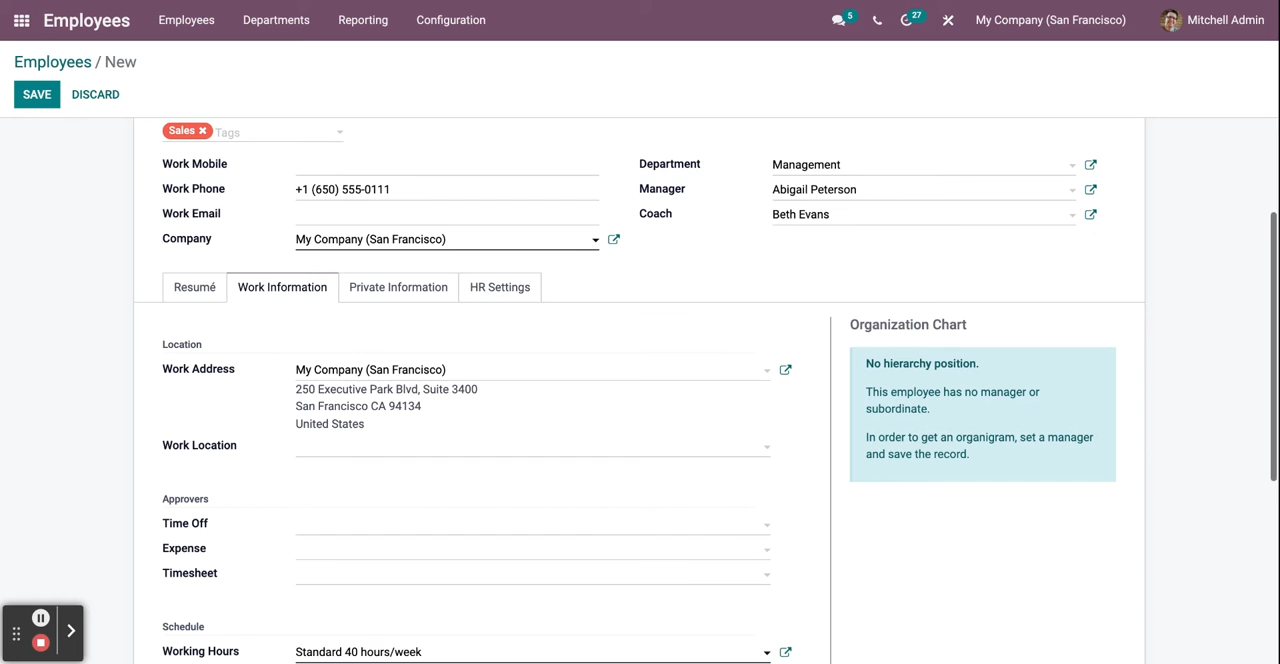 Employees Employees Departments Reporting Configuration 5 27 My Company (San Francisco) Mitchell Admin
Employees / New
SAVE DISCARD
Sales Tags
Work Mobile
Work Phone +1 (650) 555-0111
Work Email
Company My Company (San Francisco)
Department Management
Manager Abigail Peterson
Coach Beth Evans
Resumé Work Information Private Information HR Settings
Location
Work Address My Company (San Francisco)
250 Executive Park Blvd, Suite 3400
San Francisco CA 94134
United States
Work Location
Approvers
Time Off
Expense
Timesheet
Schedule
Working Hours Standard 40 hours/week
Organization Chart
No hierarchy position.
This employee has no manager or
subordinate.
In order to get an organigram, set a manager
and save the record.